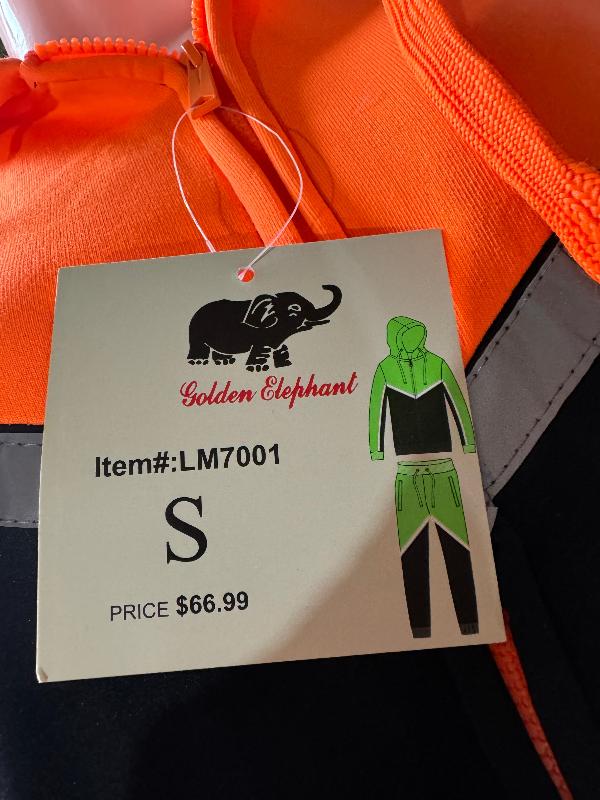 Golden Elephant
Item#:LM7001
S
PRICE $66.99